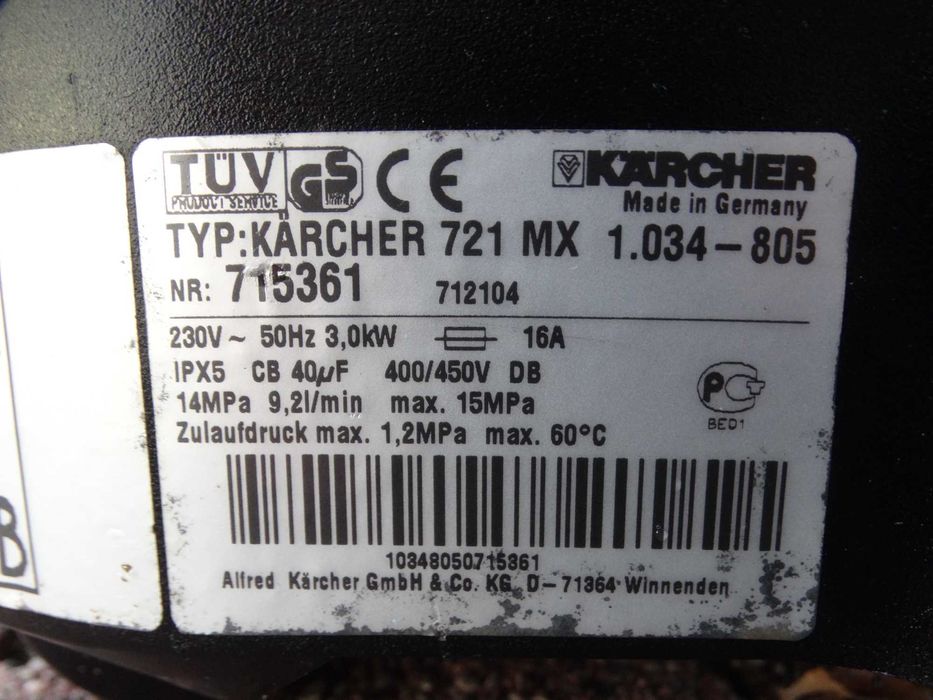 TÜV
PRODUCT SERVICE
GS
CE
KÄRCHER
Made in Germany
TYP:KÄRCHER 721 MX 1.034-805
NR: 715361 712104
230V~ 50Hz 3,0kW 16A
IPX5 CB 40µF 400/450V DB
14MPa 9,2l/min max. 15MPa
Zulaufdruck max. 1,2MPa max. 60°C
PCT
BE01
10348050715361
Alfred Kärcher GmbH & Co. KG D-71364 Winnenden
B